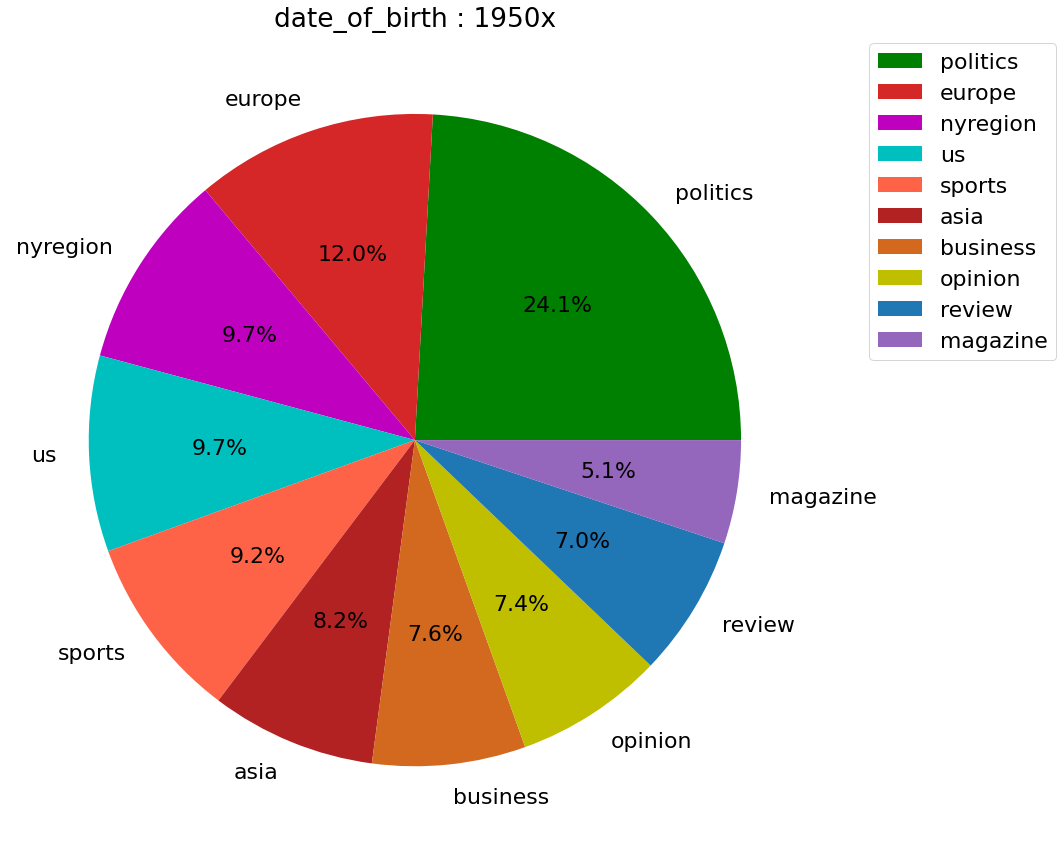 date_of_birth : 1950x
politics
europe
nyregion
us
sports
asia
business
opinion
review
magazine
europe
politics
nyregion
12.0%
24.1%
9.7%
us
9.7%
5.1%
magazine
sports
9.2%
7.0%
review
8.2%
7.6%
7.4%
opinion
asia
business